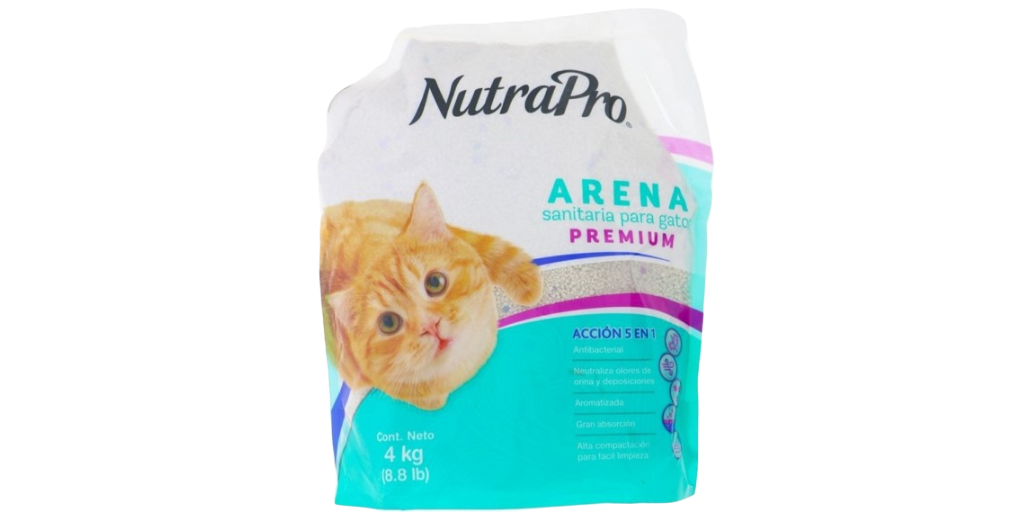 NutraPro®
ARENA
sanitaria para gatos
PREMIUM
ACCIÓN 5 EN 1
Antibacterial
Neutraliza olores de
orina y deposiciones
Aromatizada
Gran absorción
Alta compactación
para facil limpieza
Cont. Neto
4 kg
(8.8 lb)